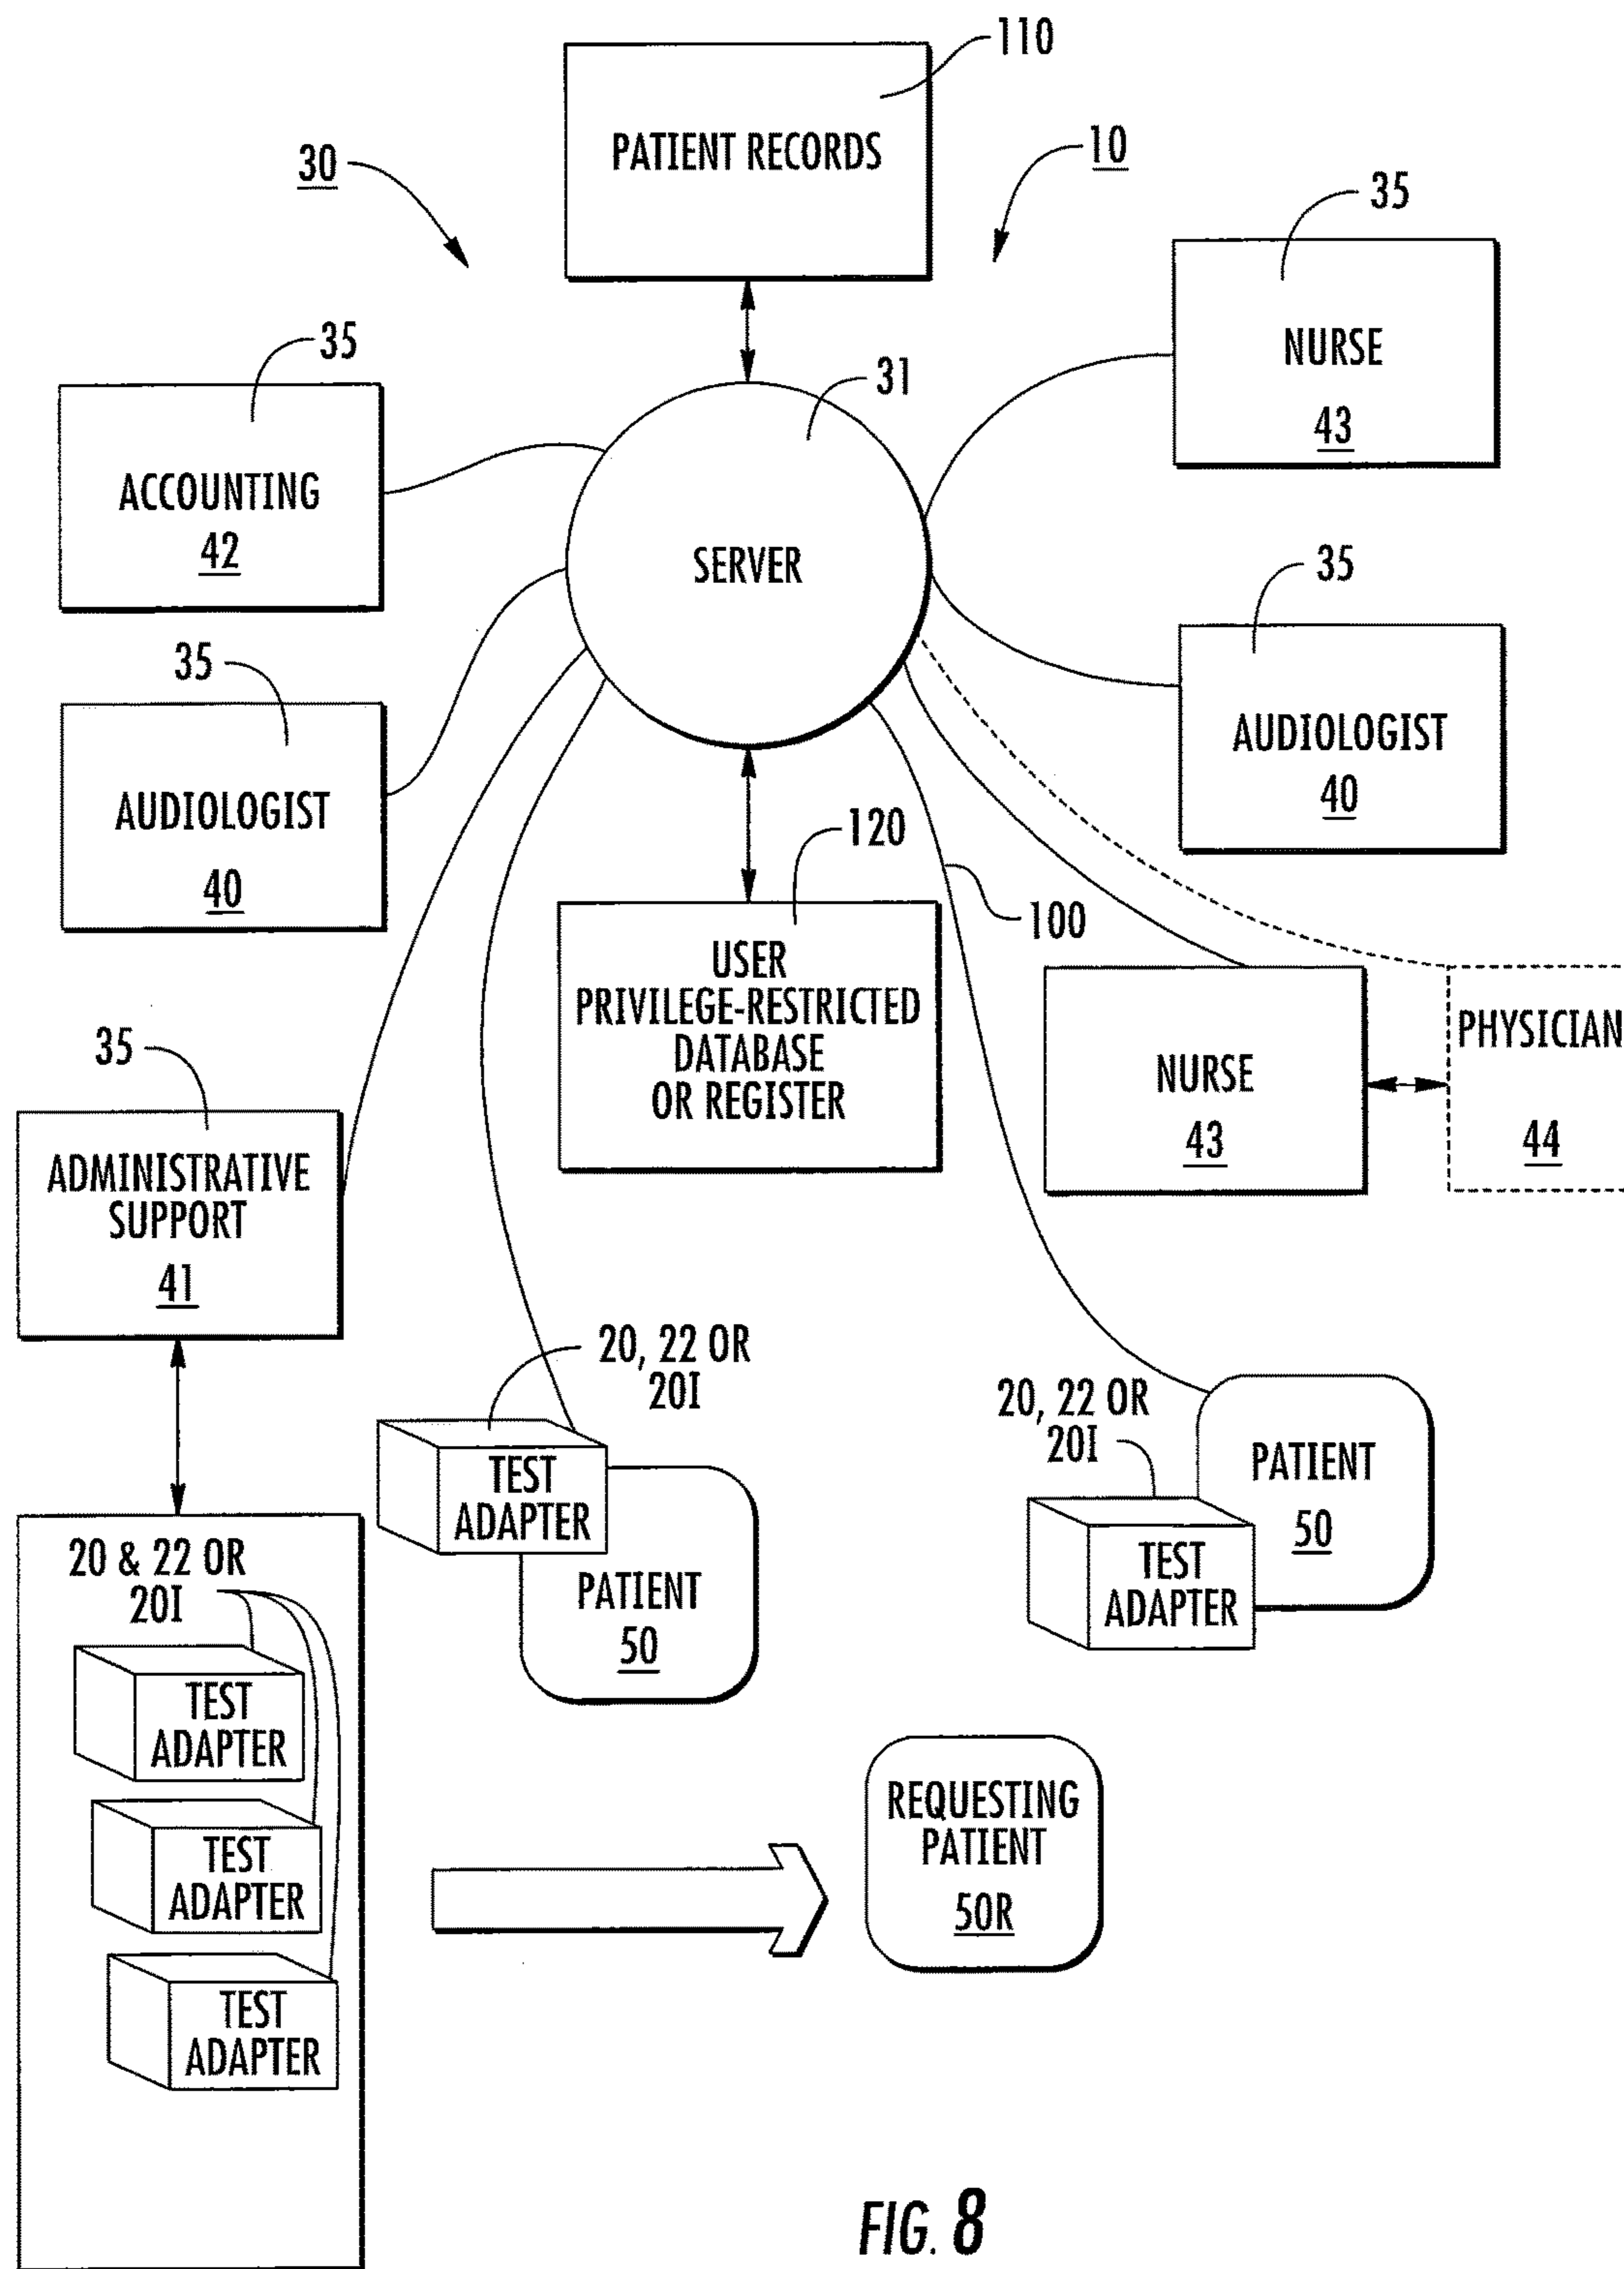 110
PATIENT RECORDS
30
10
35
NURSE
43
35
ACCOUNTING
42
31
SERVER
35
AUDIOLOGIST
40
35
AUDIOLOGIST
40
120
USER
PRIVILEGE-RESTRICTED
DATABASE
OR REGISTER
100
NURSE
43
PHYSICIAN
44
35
ADMINISTRATIVE
SUPPORT
41
20, 22 OR
20I
TEST
ADAPTER
PATIENT
50
20, 22 OR
20I
PATIENT
50
TEST
ADAPTER
20 & 22 OR
20I
TEST
ADAPTER
TEST
ADAPTER
TEST
ADAPTER
REQUESTING
PATIENT
50R
FIG. 8